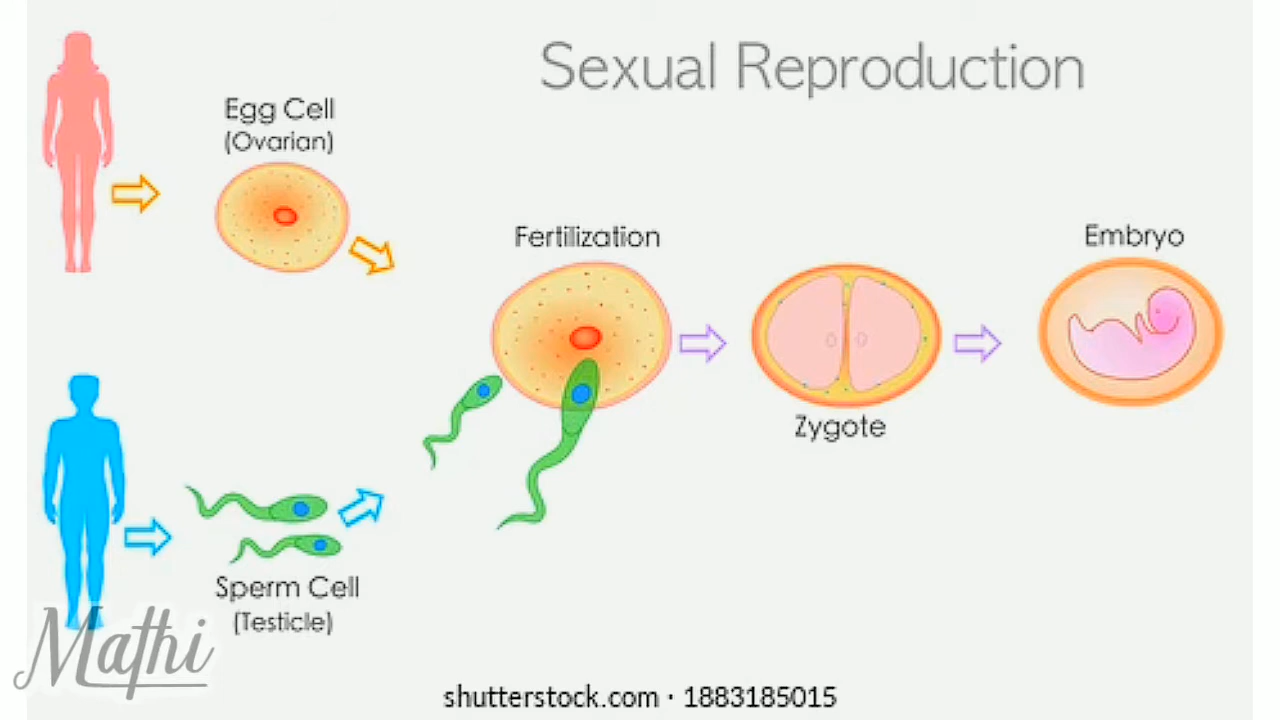 Sexual Reproduction
Egg Cell
(Ovarian)
Fertilization
Embryo
Zygote
Sperm Cell
(Testicle)
Mathi
shutterstock.com · 1883185015